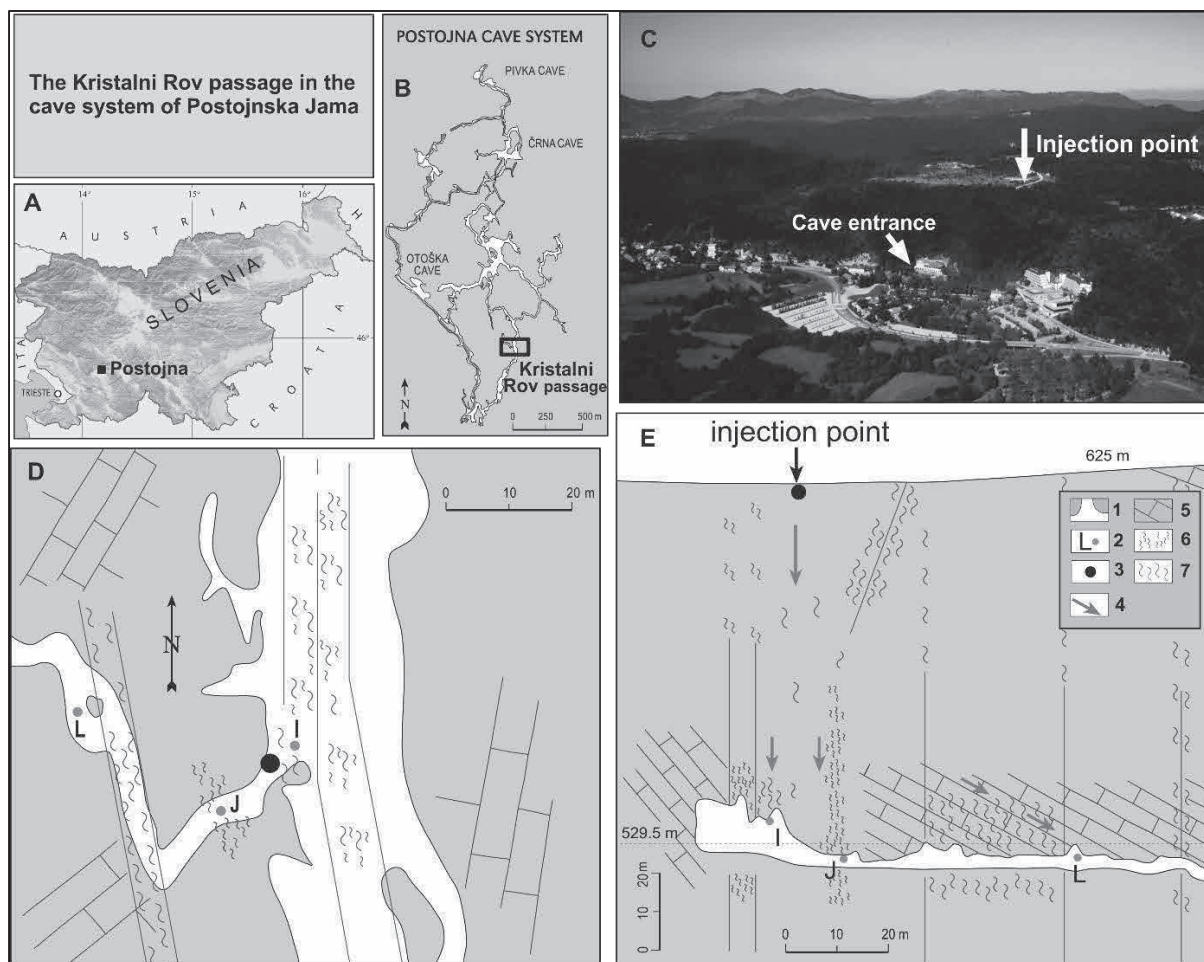 The Kristalni Rov passage in the
cave system of Postojnska Jama
A
14°
15°
16°
A U S T R I A
H
SLOVENIA
46°
ITA
Postojna
TRIESTE
C R O A T I A
POSTOJNA CAVE SYSTEM
B
PIVKA CAVE
ČRNA CAVE
OTOŠKA
CAVE
Kristalni
Rov passage
N
0 250 500 m
C
Injection point
Cave entrance
D
0 10 20 m
N
L
I
J
E
injection point
625 m
1
5
L 2
6
3
7
4
529.5 m
I
J
L
20 m
10
0
0 10 20 m